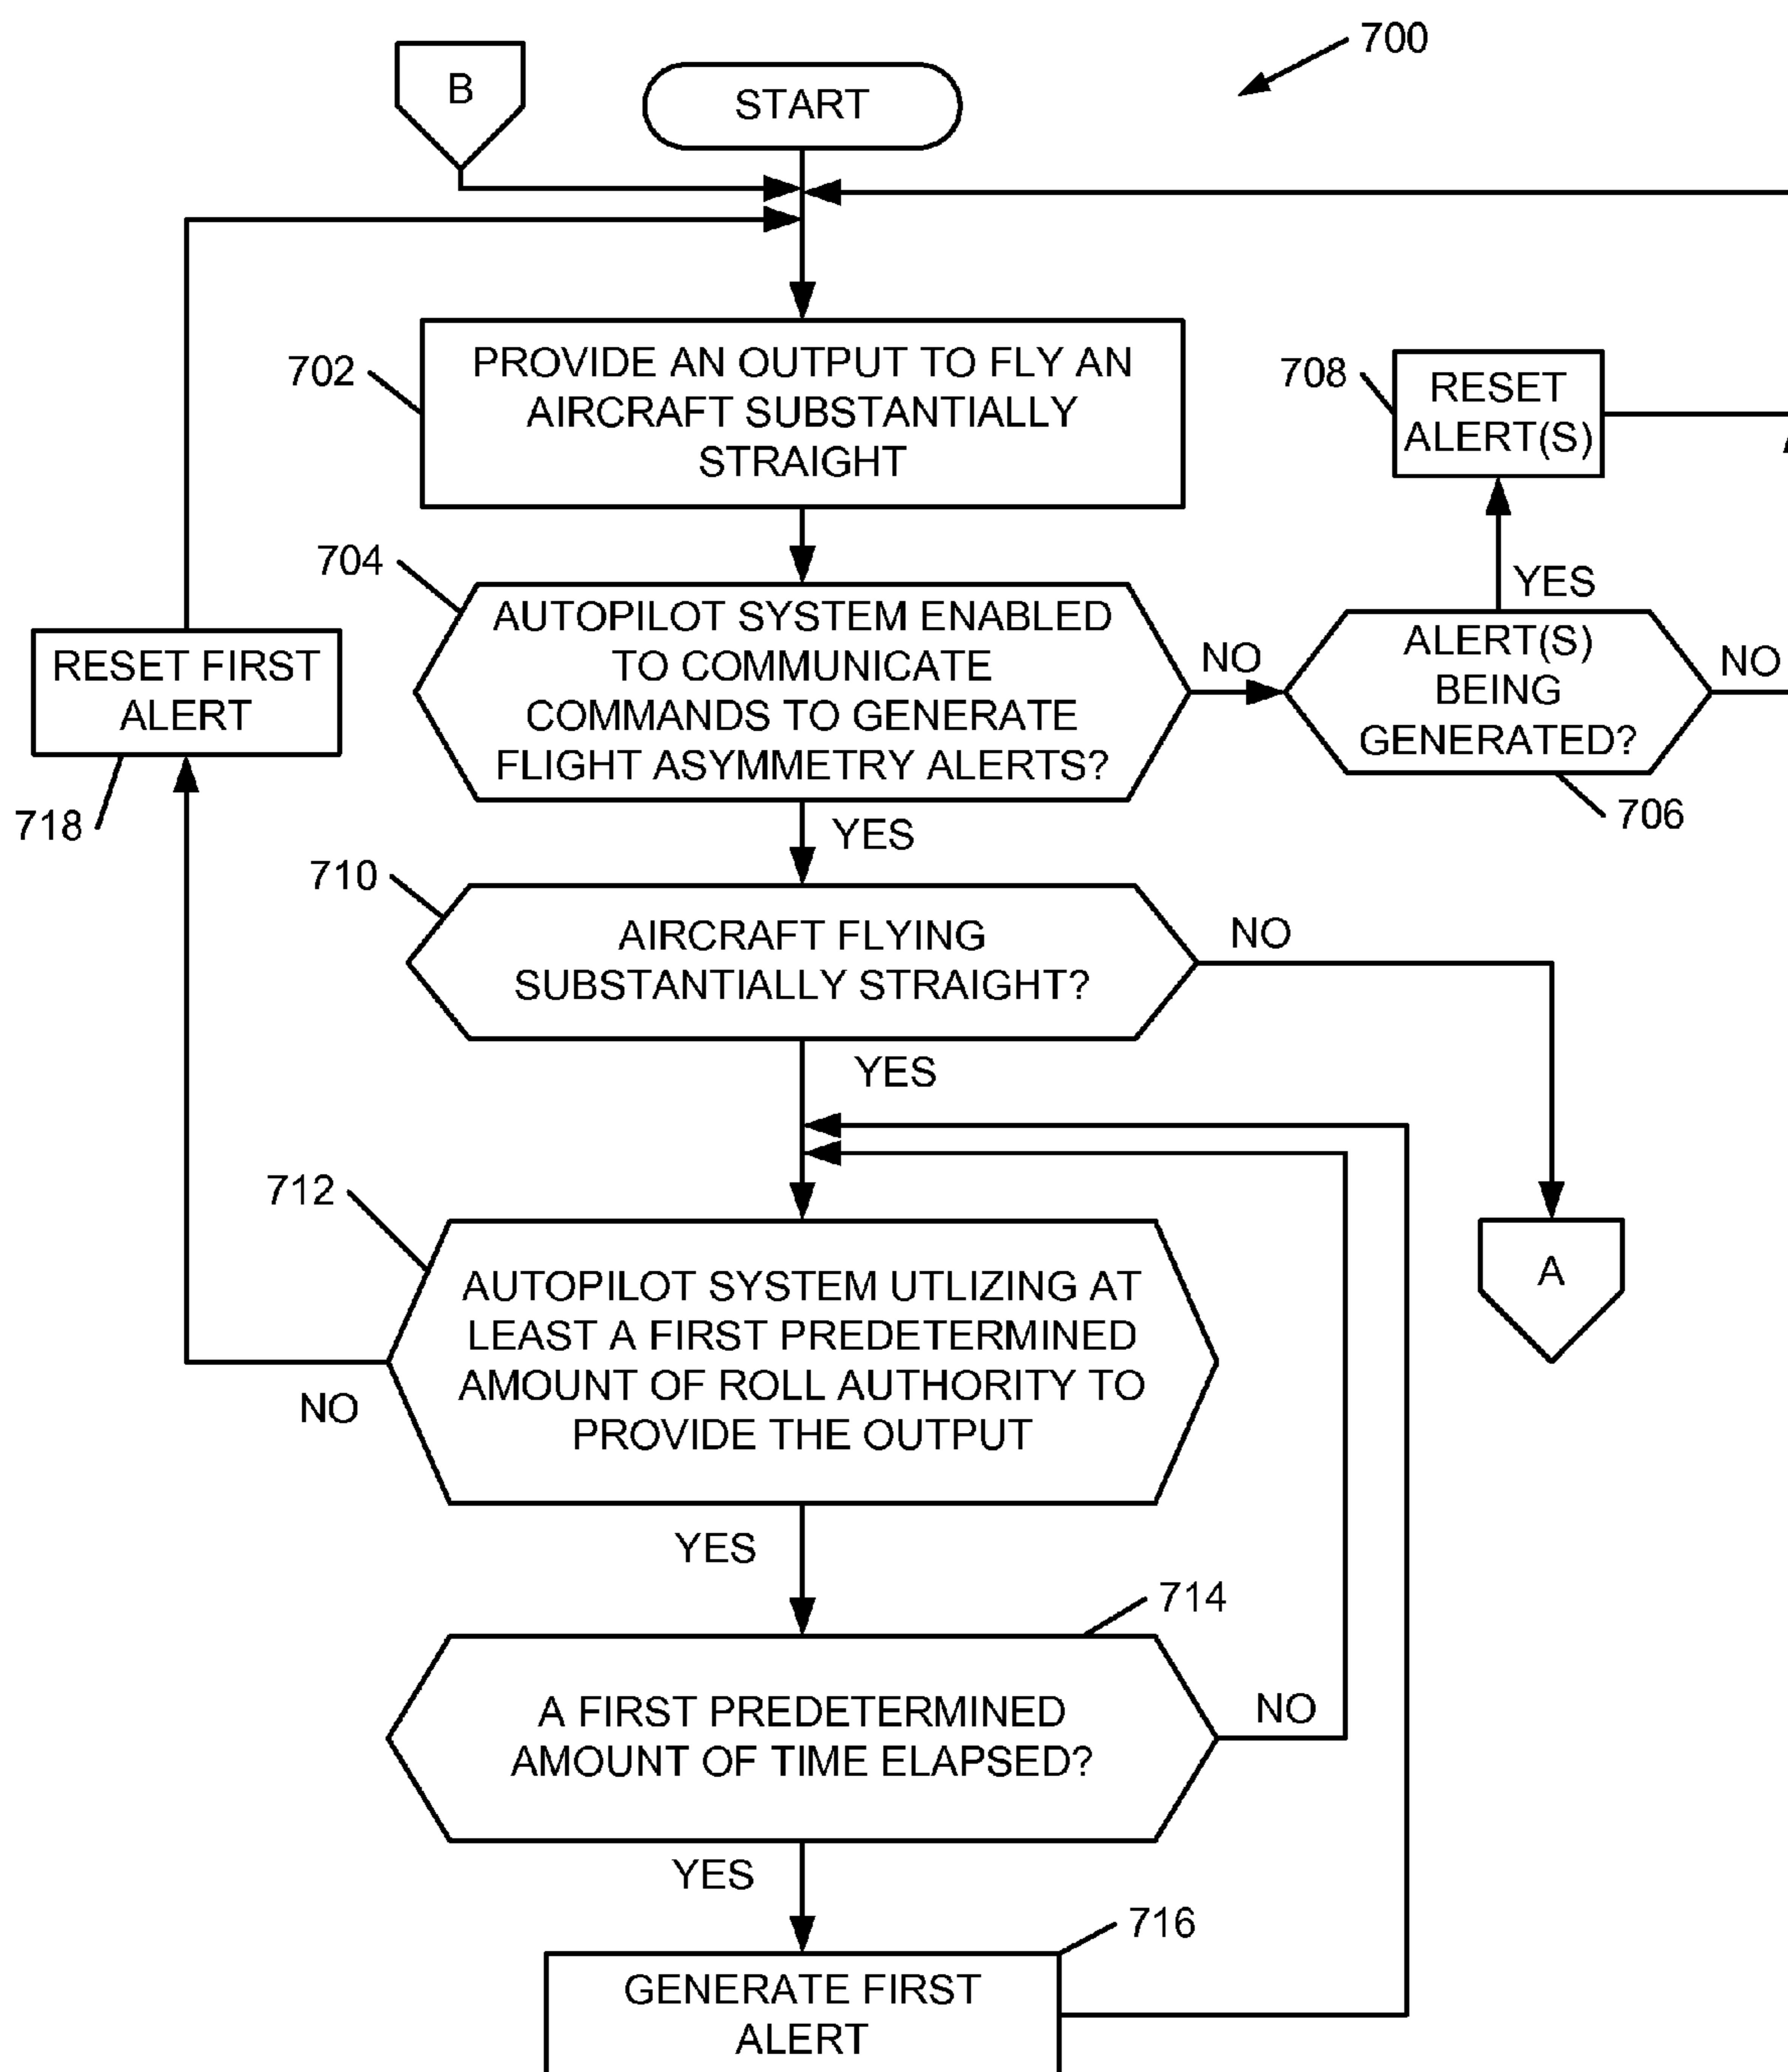 700
B
START
702
PROVIDE AN OUTPUT TO FLY AN
AIRCRAFT SUBSTANTIALLY
STRAIGHT
708
RESET
ALERT(S)
704
AUTOPILOT SYSTEM ENABLED
TO COMMUNICATE
COMMANDS TO GENERATE
FLIGHT ASYMMETRY ALERTS?
NO
YES
ALERT(S)
BEING
GENERATED?
NO
706
RESET FIRST
ALERT
718
YES
710
AIRCRAFT FLYING
SUBSTANTIALLY STRAIGHT?
NO
YES
A
712
AUTOPILOT SYSTEM UTLIZING AT
LEAST A FIRST PREDETERMINED
AMOUNT OF ROLL AUTHORITY TO
PROVIDE THE OUTPUT
NO
YES
714
A FIRST PREDETERMINED
AMOUNT OF TIME ELAPSED?
NO
YES
716
GENERATE FIRST
ALERT